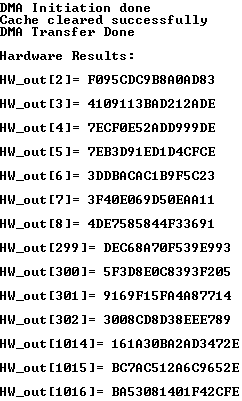 DMA Initiation done
Cache cleared successfully
DMA Transfer Done
Hardware Results:
HW_out[2]= F095CDC9B8A0AD83
HW_out[3]= 4109113BAD212ADE
HW_out[4]= 7ECF0E52ADD999DE
HW_out[5]= 7EB3D91ED1D4CFCE
HW_out[6]= 3DDBACAC1B9F5C23
HW_out[7]= 3F40E069D50EAA11
HW_out[8]= 4DE7585844F33691
HW_out[299]= DEC68A70F539E993
HW_out[300]= 5F3D8E0C8393F205
HW_out[301]= 9169F15FA4A87714
HW_out[302]= 3008CD8D38EEE789
HW_out[1014]= 161A30BA2AD3472E
HW_out[1015]= BC7AC512A6C9652E
HW_out[1016]= BA53081401F42CFE